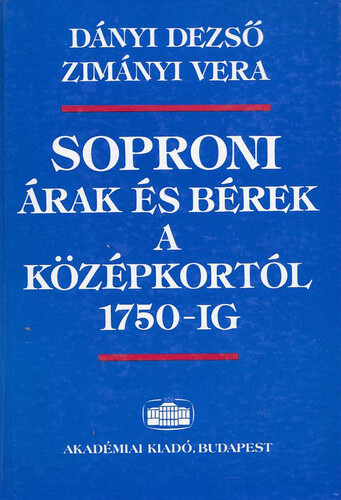 DÁNYI DEZSŐ
ZIMÁNYI VERA
SOPRONI
ÁRAK ÉS BÉREK
A
KÖZÉPKORTÓL
1750-IG
AKADÉMIAI KIADÓ, BUDAPEST